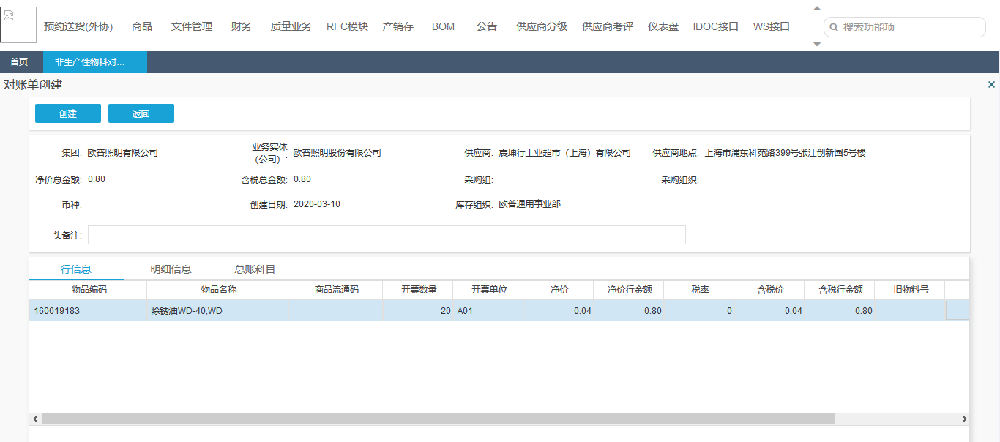 预约送货(外协) 商品 文件管理 财务 质量业务 RFC模块 产销存 BOM 公告 供应商分级 供应商考评 仪表盘 IDOC接口 WS接口 搜索功能项
首页 非生产性物料对...
对账单创建
创建 返回
集团: 欧普照明有限公司 业务实体（公司）: 欧普照明股份有限公司 供应商: 震坤行工业超市（上海）有限公司 供应商地点: 上海市浦东科苑路399号张江创新园5号楼
净价总金额: 0.80 含税总金额: 0.80 采购组: 采购组织:
币种: 创建日期: 2020-03-10 库存组织: 欧普通用事业部
头备注:
行信息 明细信息 总账科目
物品编码 物品名称 商品流通码 开票数量 开票单位 净价 净价行金额 税率 含税价 含税行金额 旧物料号
160019183 除锈油WD-40,WD 20 A01 0.04 0.80 0 0.04 0.80